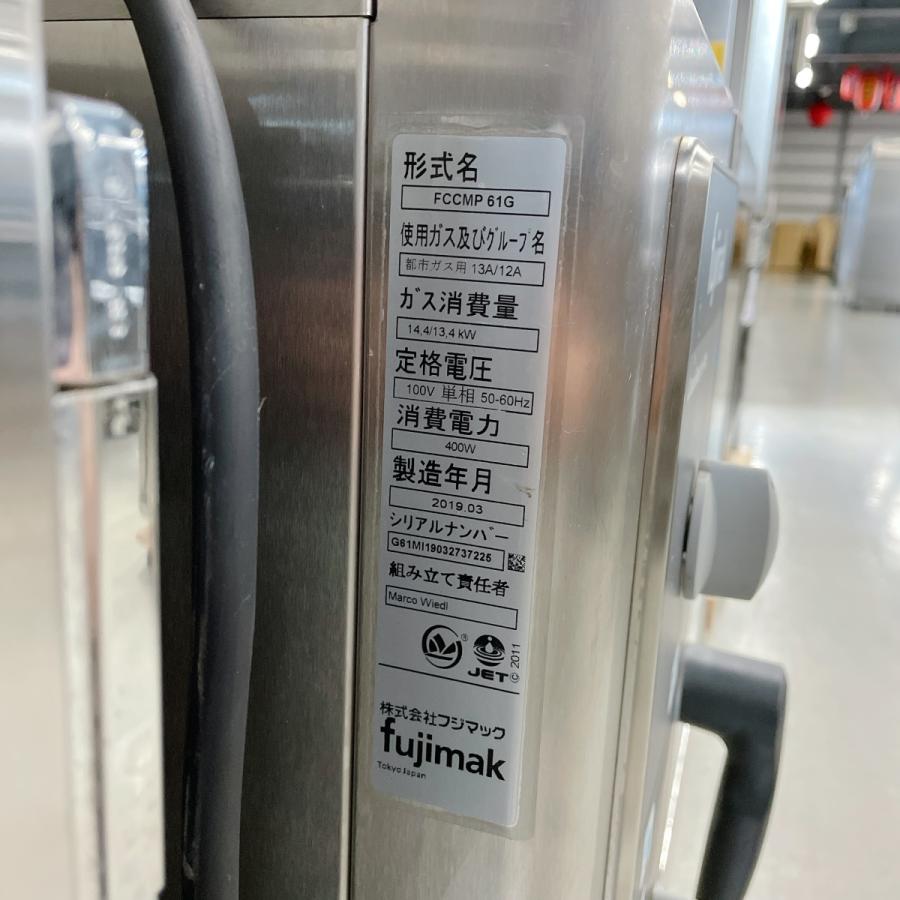 形式名
FCCMP 61G
使用ガス及びグループ名
都市ガス用 13A/12A
ガス消費量
14,4/13,4 kW
定格電圧
100V 単相 50-60Hz
消費電力
400W
製造年月
2019.03
シリアルナンバー
G61MI19032737225
組み立て責任者
Marco Wiedl
®
JET © 2011
株式会社フジマック
fujimak
Tokyo Japan